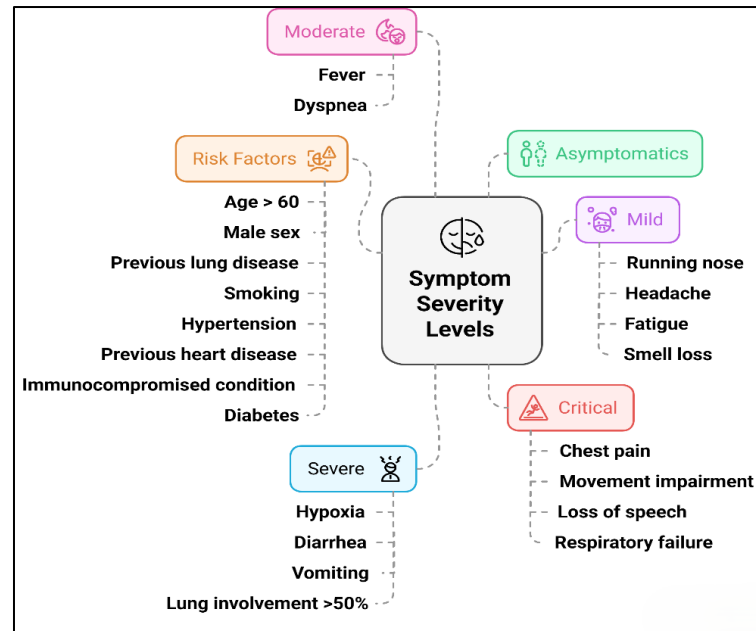 Moderate
Fever
Dyspnea
Risk Factors
Age > 60
Male sex
Previous lung disease
Smoking
Hypertension
Previous heart disease
Immunocompromised condition
Diabetes
Asymptomatics
Mild
Running nose
Headache
Fatigue
Smell loss
Symptom
Severity
Levels
Critical
Chest pain
Movement impairment
Loss of speech
Respiratory failure
Severe
Hypoxia
Diarrhea
Vomiting
Lung involvement >50%